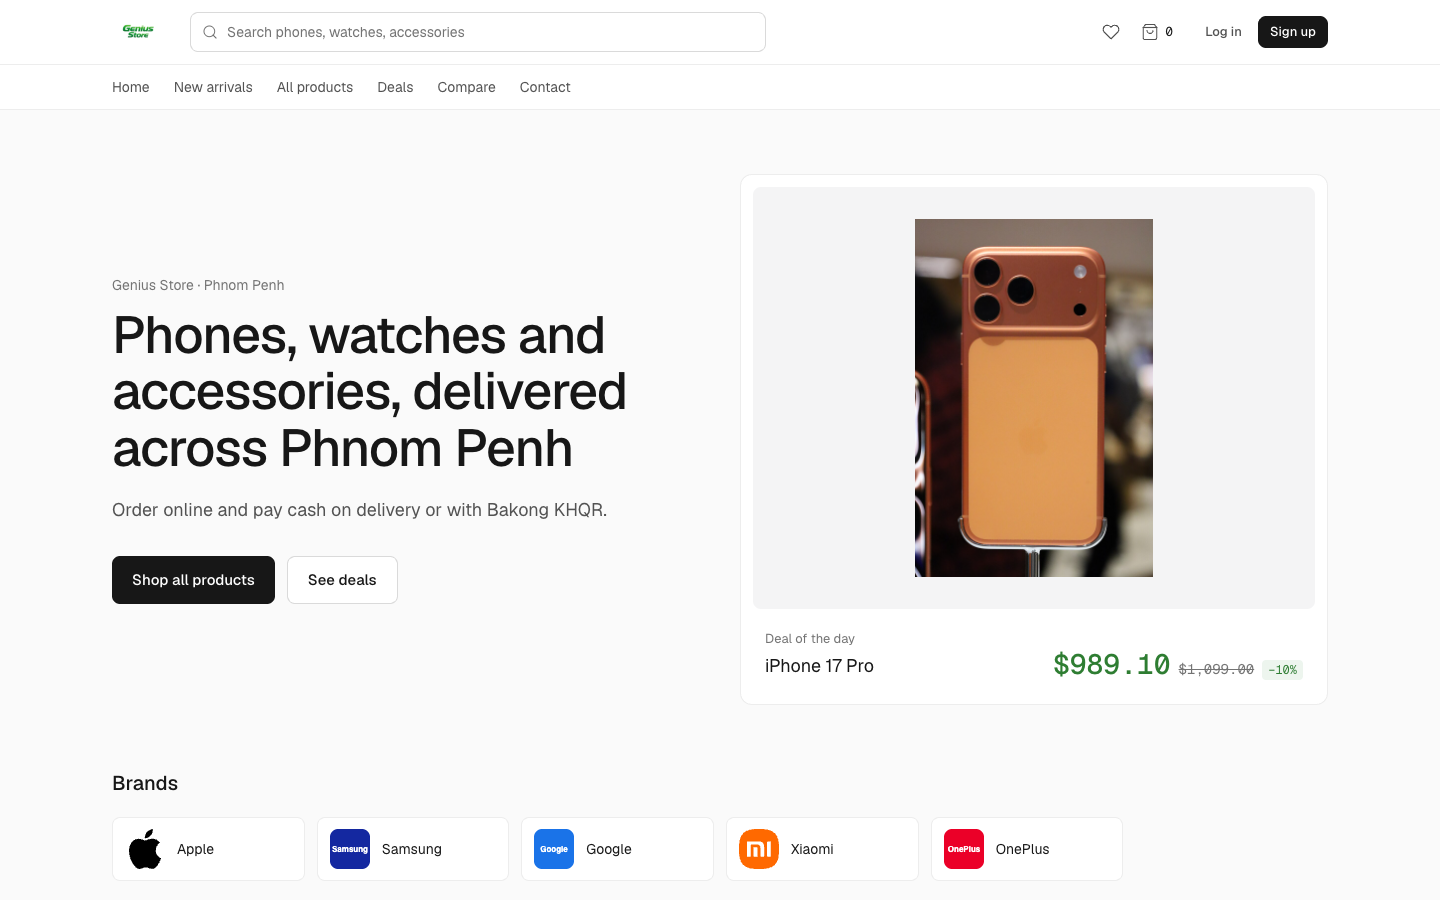 Genius
Store
Search phones, watches, accessories
0
Log in
Sign up
Home
New arrivals
All products
Deals
Compare
Contact
Genius Store · Phnom Penh
Phones, watches and
accessories, delivered
across Phnom Penh
Order online and pay cash on delivery or with Bakong KHQR.
Shop all products
See deals
Deal of the day
iPhone 17 Pro
$989.10 $1,099.00 −10%
Brands
Apple
Samsung
Samsung
Google
Google
Xiaomi
OnePlus
OnePlus